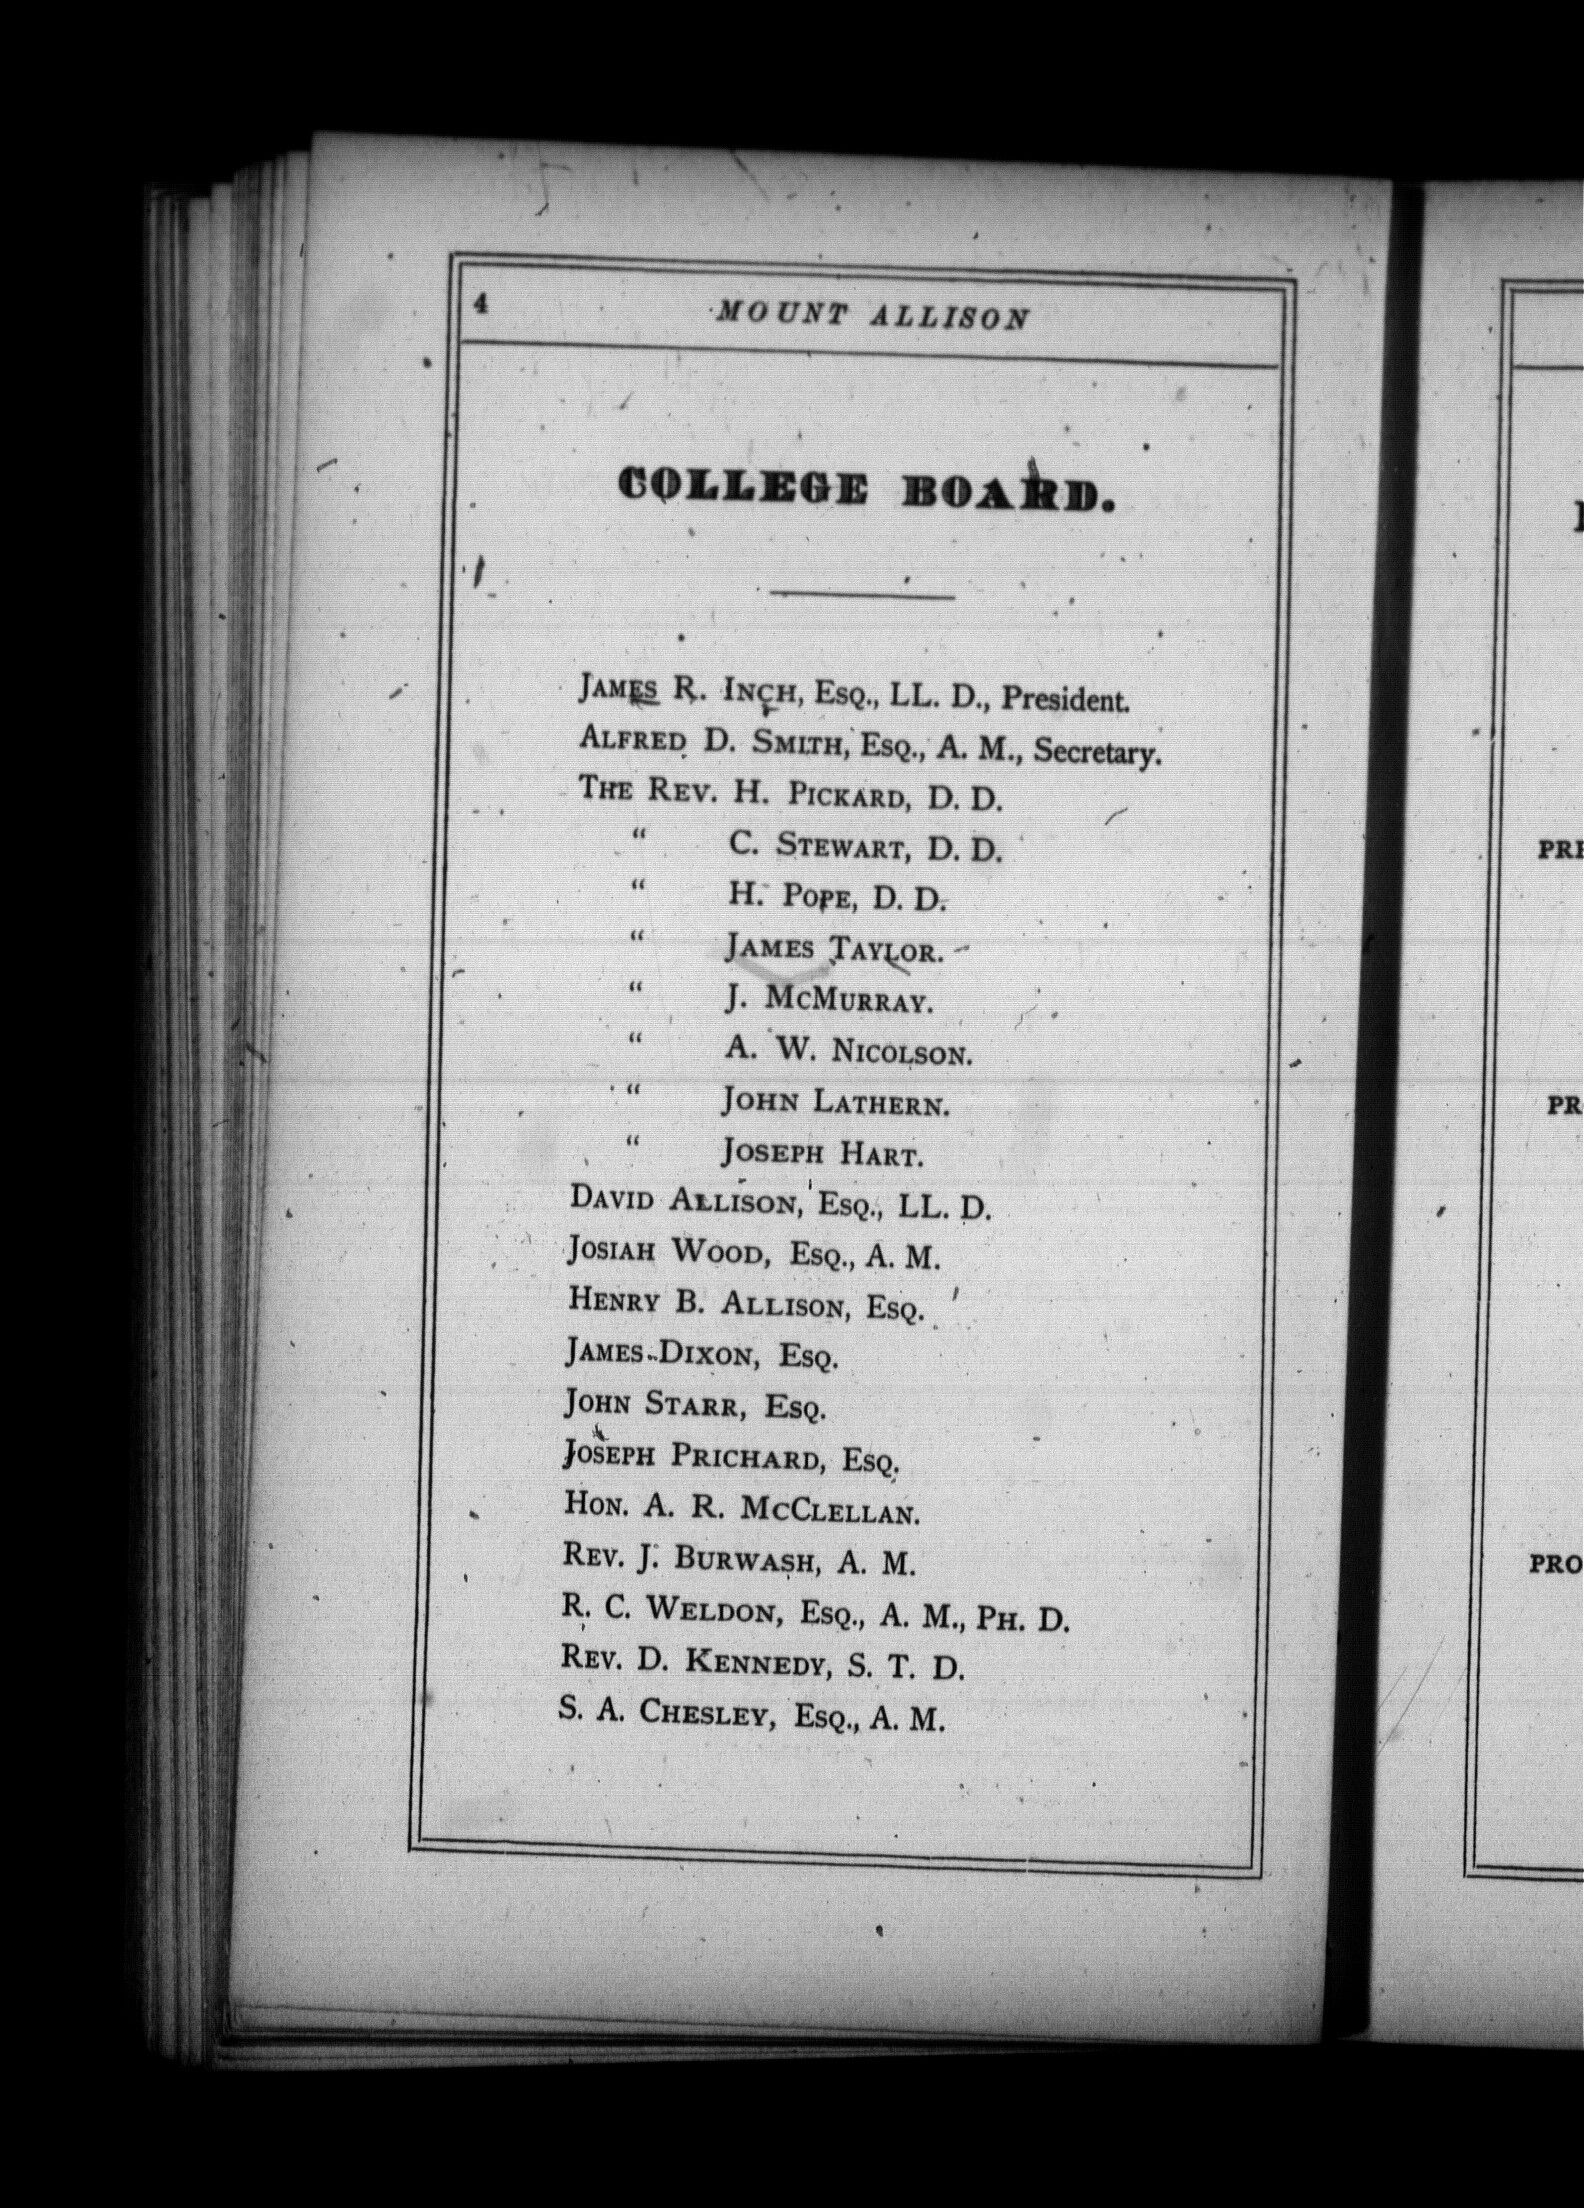 4 MOUNT ALLISON
COLLEGE BOARD.
JAMES R. INCH, ESQ., LL. D., President.
ALFRED D. SMITH, ESQ., A. M., Secretary.
THE REV. H. PICKARD, D. D.
“ C. STEWART, D. D.
“ H. POPE, D. D.
“ JAMES TAYLOR.
“ J. MCMURRAY.
“ A. W. NICOLSON.
“ JOHN LATHERN.
“ JOSEPH HART.
DAVID ALLISON, ESQ., LL. D.
JOSIAH WOOD, ESQ., A. M.
HENRY B. ALLISON, ESQ.
JAMES DIXON, ESQ.
JOHN STARR, ESQ.
JOSEPH PRICHARD, ESQ.
HON. A. R. MCCLELLAN.
REV. J. BURWASH, A. M.
R. C. WELDON, ESQ., A. M., PH. D.
REV. D. KENNEDY, S. T. D.
S. A. CHESLEY, ESQ., A. M.